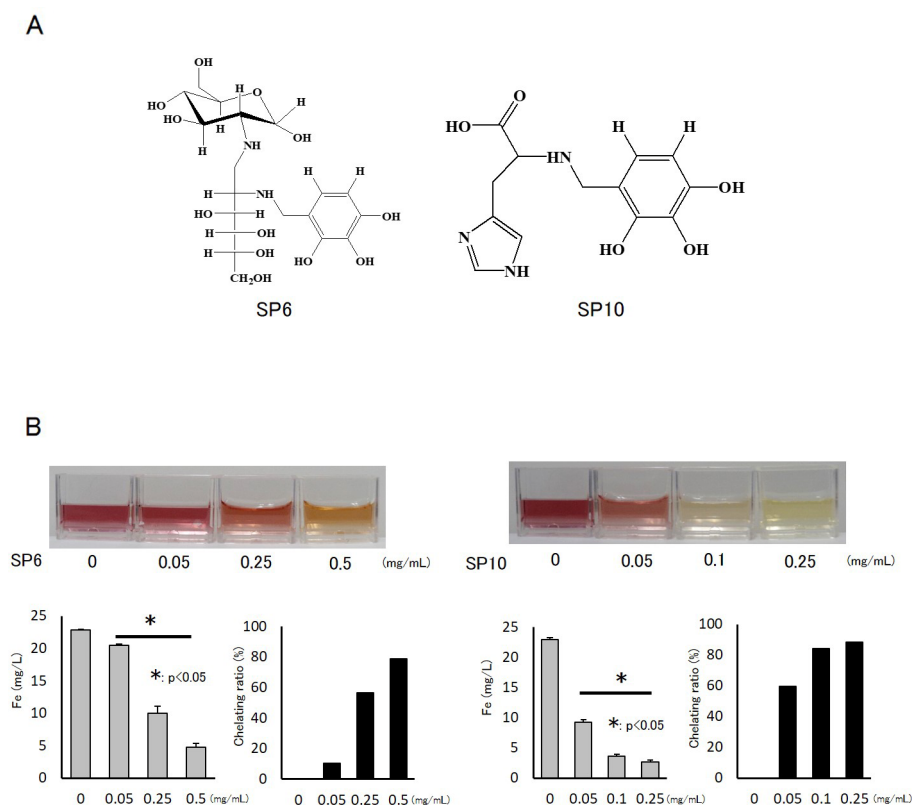 A
OH
O
HO
H
H
HO
H
H
OH
NH
H
NH
H
H
HO
H
H
OH
H
OH
HO
OH
OH
CH₂OH
SP6
O
HO
HN
H
H
OH
HO
OH
N
NH
SP10
B
SP6 0 0.05 0.25 0.5 (mg/mL)
SP10 0 0.05 0.1 0.25 (mg/mL)
Fe (mg/L)
25
20
15
10
5
0
*
*: p<0.05
0 0.05 0.25 0.5 (mg/mL)
Chelating ratio (%)
100
80
60
40
20
0
0 0.05 0.25 0.5 (mg/mL)
Fe (mg/L)
25
20
15
10
5
0
*
*: p<0.05
0 0.05 0.1 0.25 (mg/mL)
Chelating ratio (%)
100
80
60
40
20
0
0 0.05 0.1 0.25 (mg/mL)